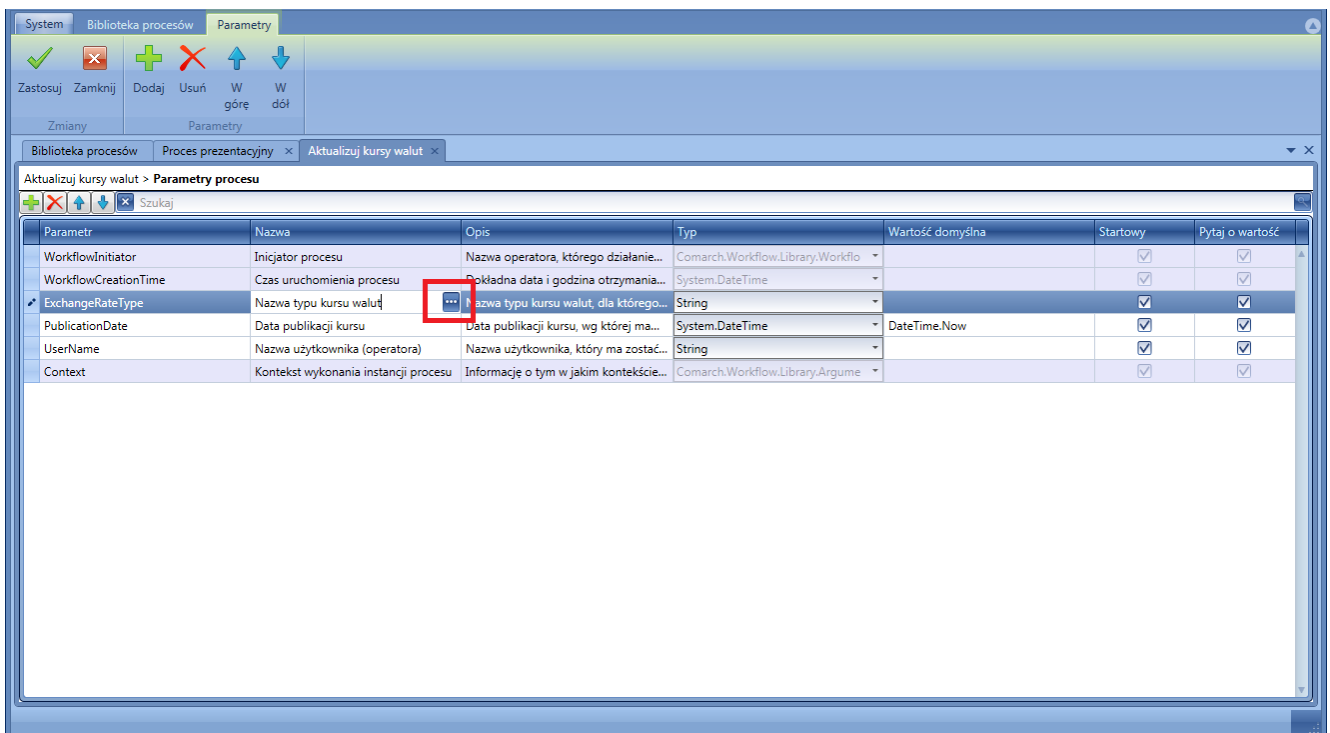 System Biblioteka procesów Parametry
Zastosuj Zamknij Dodaj Usuń W górę W dół
Zmiany Parametry
Biblioteka procesów Proces prezentacyjny × Aktualizuj kursy walut ×
Aktualizuj kursy walut > Parametry procesu
Szukaj
Parametr Nazwa Opis Typ Wartość domyślna Startowy Pytaj o wartość
WorkflowInitiator Inicjator procesu Nazwa operatora, którego działanie... Comarch.Workflow.Library.Workflo
WorkflowCreationTime Czas uruchomienia procesu Dokładna data i godzina otrzymania... System.DateTime
ExchangeRateType Nazwa typu kursu walut ... Nazwa typu kursu walut, dla którego... String
PublicationDate Data publikacji kursu Data publikacji kursu, wg której ma... System.DateTime DateTime.Now
UserName Nazwa użytkownika (operatora) Nazwa użytkownika, który ma zostać... String
Context Kontekst wykonania instancji procesu Informację o tym w jakim kontekście... Comarch.Workflow.Library.Argume